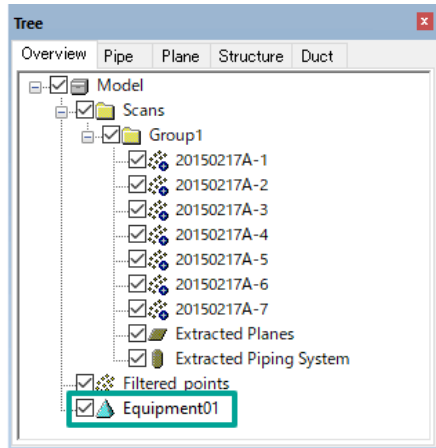 Tree
Overview Pipe Plane Structure Duct
Model
Scans
Group1
20150217A-1
20150217A-2
20150217A-3
20150217A-4
20150217A-5
20150217A-6
20150217A-7
Extracted Planes
Extracted Piping System
Filtered points
Equipment01